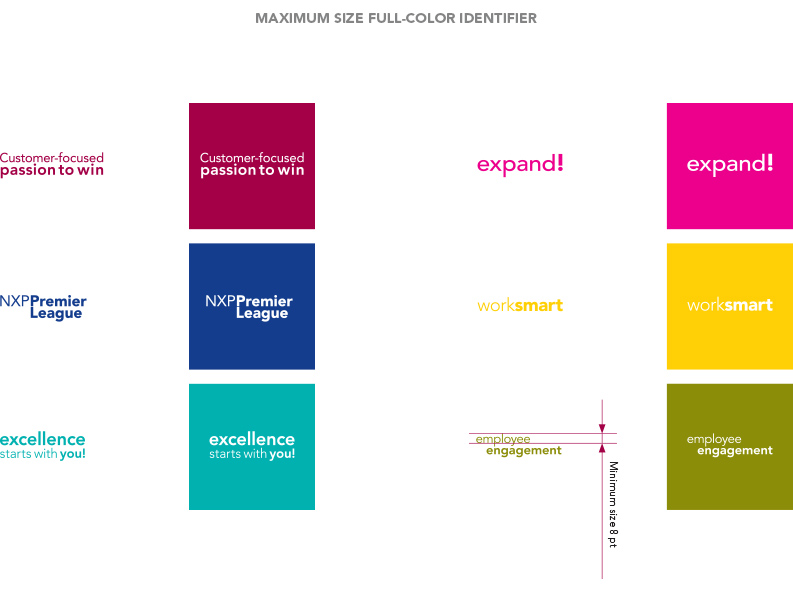 MAXIMUM SIZE FULL-COLOR IDENTIFIER
Customer-focused
passion to win
Customer-focused
passion to win
expand!
expand!
NXPPremier
League
NXPPremier
League
worksmart
worksmart
excellence
starts with you!
excellence
starts with you!
employee
engagement
employee
engagement
Minimum size 8 pt